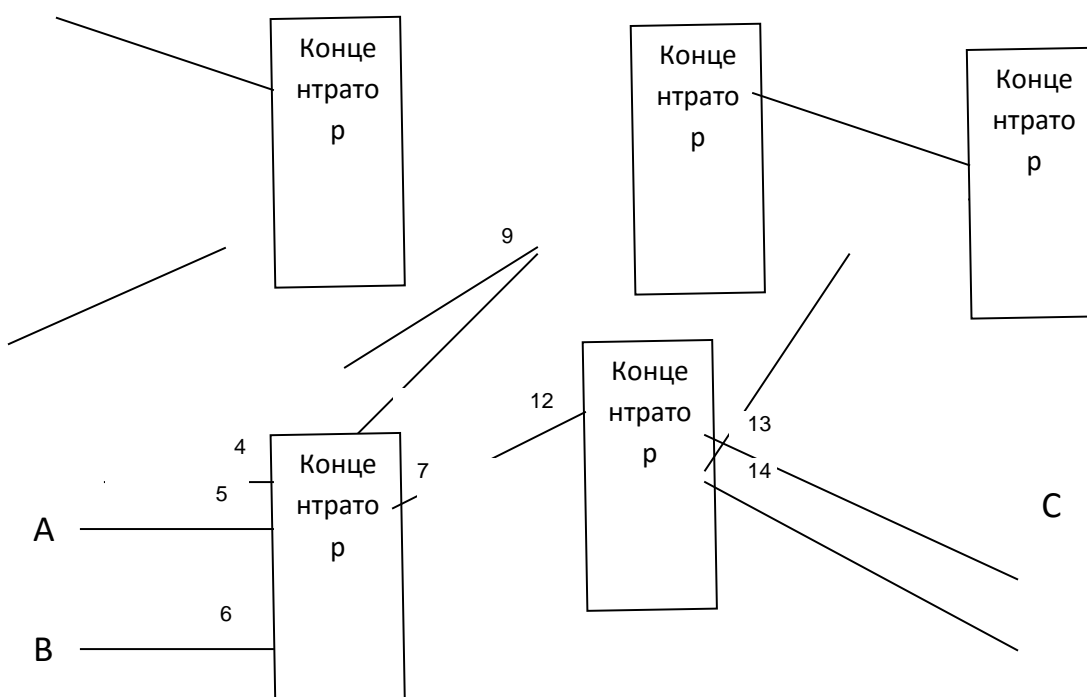 Конце
нтрато
р
Конце
нтрато
р
Конце
нтрато
р
9
Конце
нтрато
р
12
13
14
4
5
7
6
Конце
нтрато
р
A
B
C